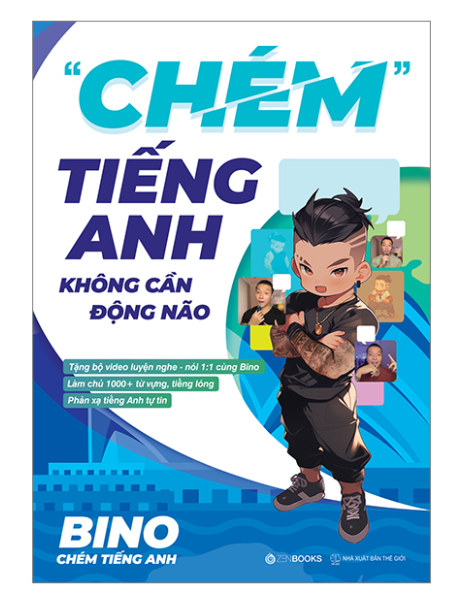 “CHÉM”
TIẾNG
ANH
KHÔNG CẦN
ĐỘNG NÃO
Tặng bộ video luyện nghe - nói 1:1 cùng Bino
Làm chủ 1000+ từ vựng, tiếng lóng
Phản xạ tiếng Anh tự tin
BINO
CHÉM TIẾNG ANH
ZENBOOKS
NHÀ XUẤT BẢN THẾ GIỚI